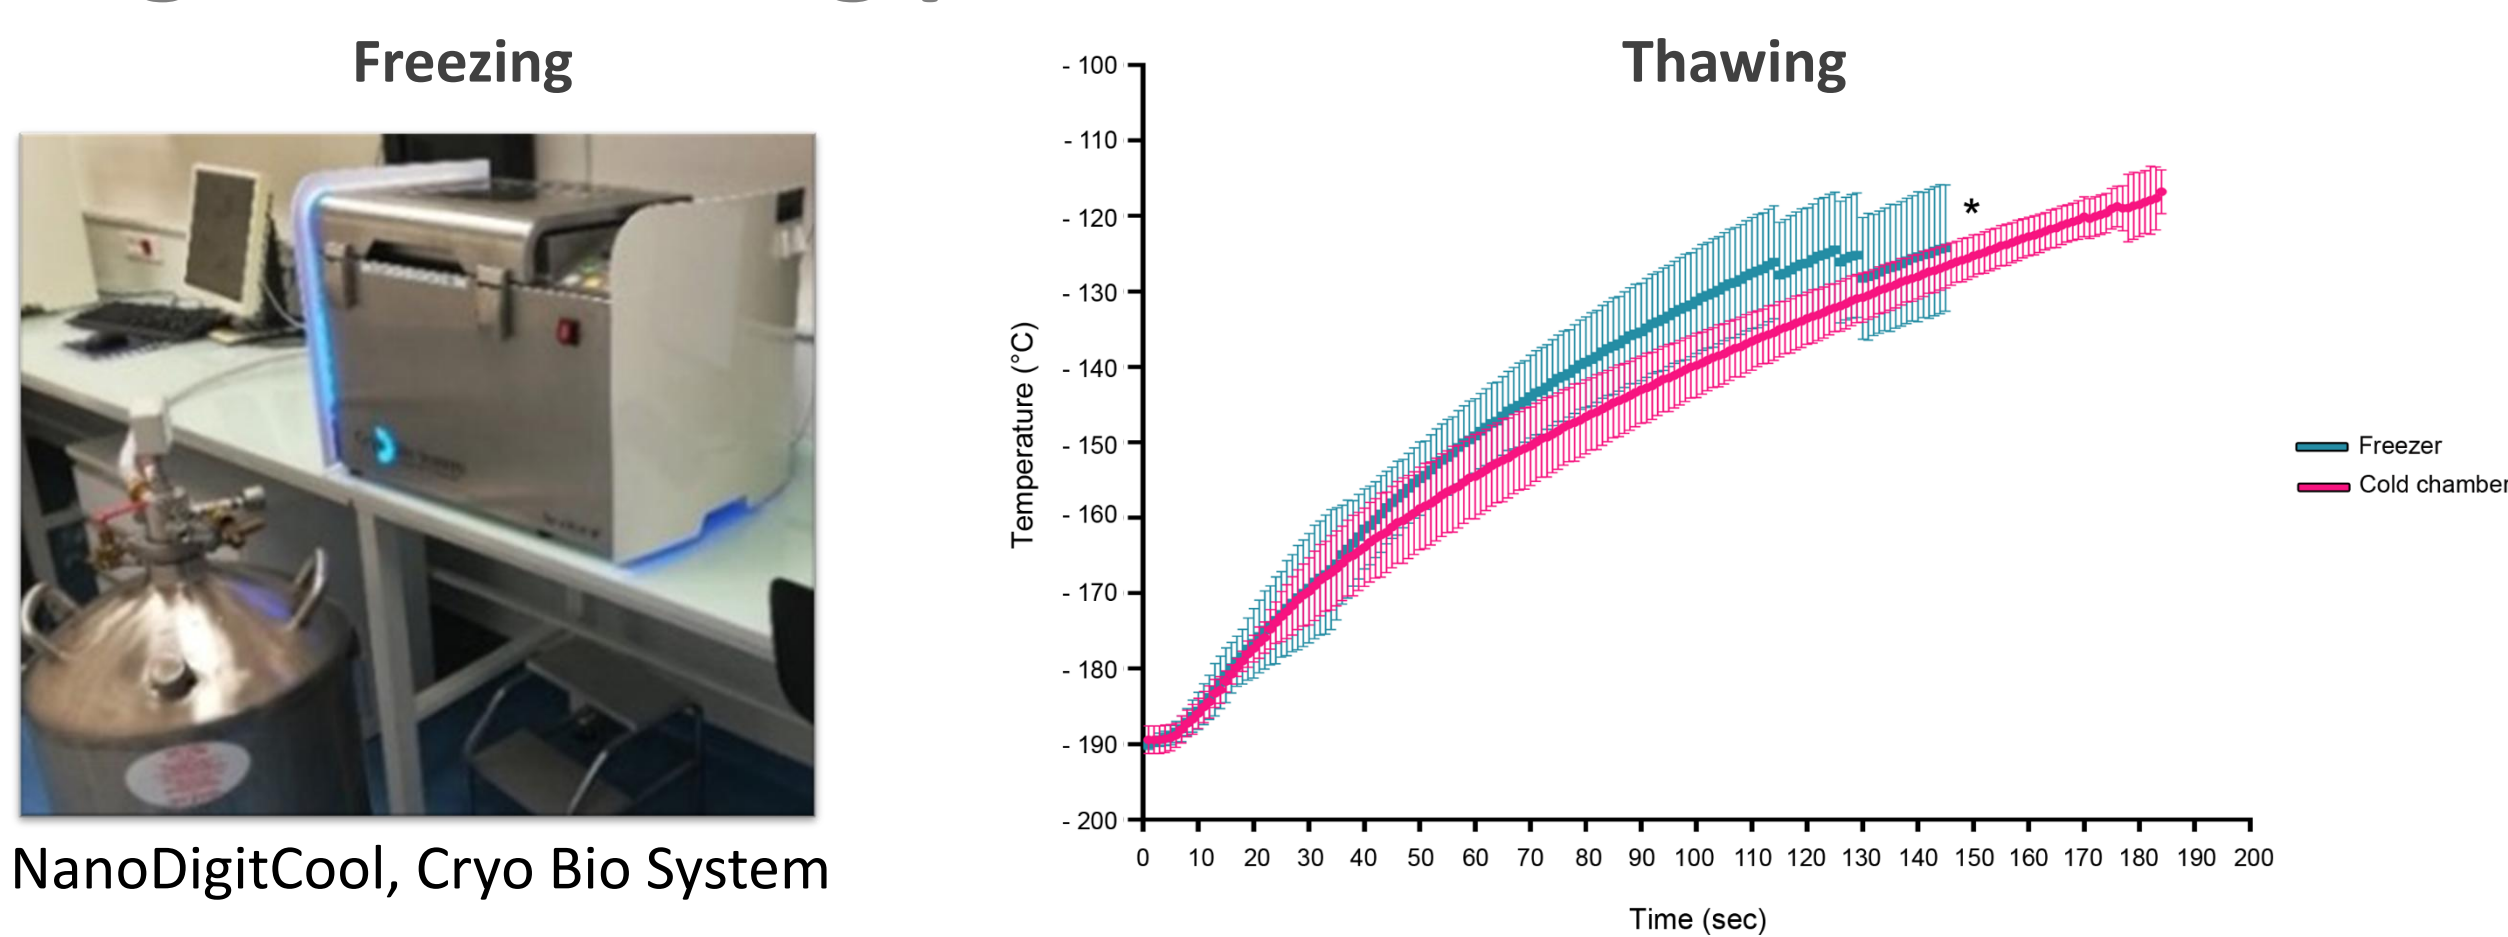 Freezing
NanoDigitCool, Cryo Bio System
Thawing
Temperature (°C)
- 100
- 110
- 120
- 130
- 140
- 150
- 160
- 170
- 180
- 190
- 200
*
0 10 20 30 40 50 60 70 80 90 100 110 120 130 140 150 160 170 180 190 200
Time (sec)
Freezer
Cold chamber